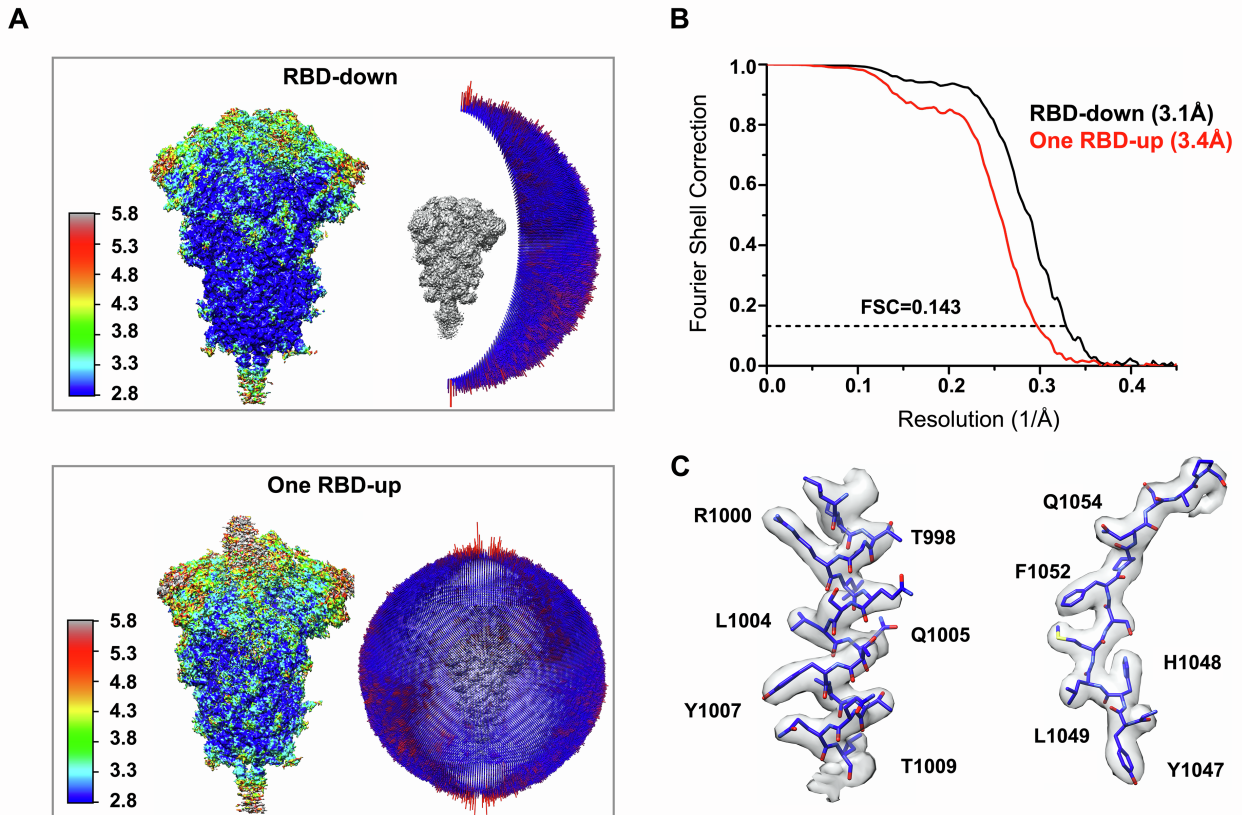 A
RBD-down
5.8
5.3
4.8
4.3
3.8
3.3
2.8
One RBD-up
5.8
5.3
4.8
4.3
3.8
3.3
2.8
B
Fourier Shell Correction
1.0
0.8
0.6
0.4
0.2
0.0
RBD-down (3.1Å)
One RBD-up (3.4Å)
FSC=0.143
0.0 0.1 0.2 0.3 0.4
Resolution (1/Å)
C
R1000
T998
L1004
Q1005
Y1007
T1009
Q1054
F1052
H1048
L1049
Y1047